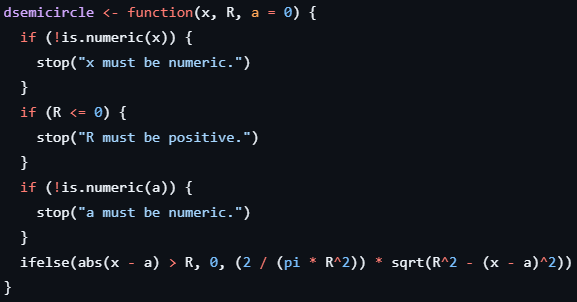 dsemicircle <- function(x, R, a = 0) {
  if (!is.numeric(x)) {
    stop("x must be numeric.")
  }
  if (R <= 0) {
    stop("R must be positive.")
  }
  if (!is.numeric(a)) {
    stop("a must be numeric.")
  }
  ifelse(abs(x - a) > R, 0, (2 / (pi * R^2)) * sqrt(R^2 - (x - a)^2))
}